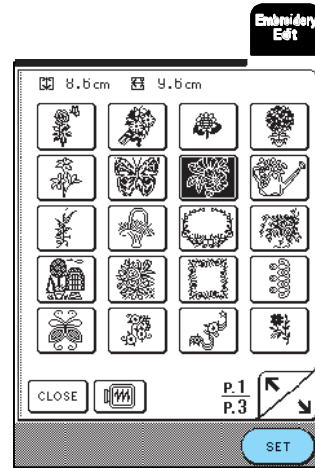 Embroidery
Edit
8.6cm 9.6cm
CLOSE
P.1
P.3
SET